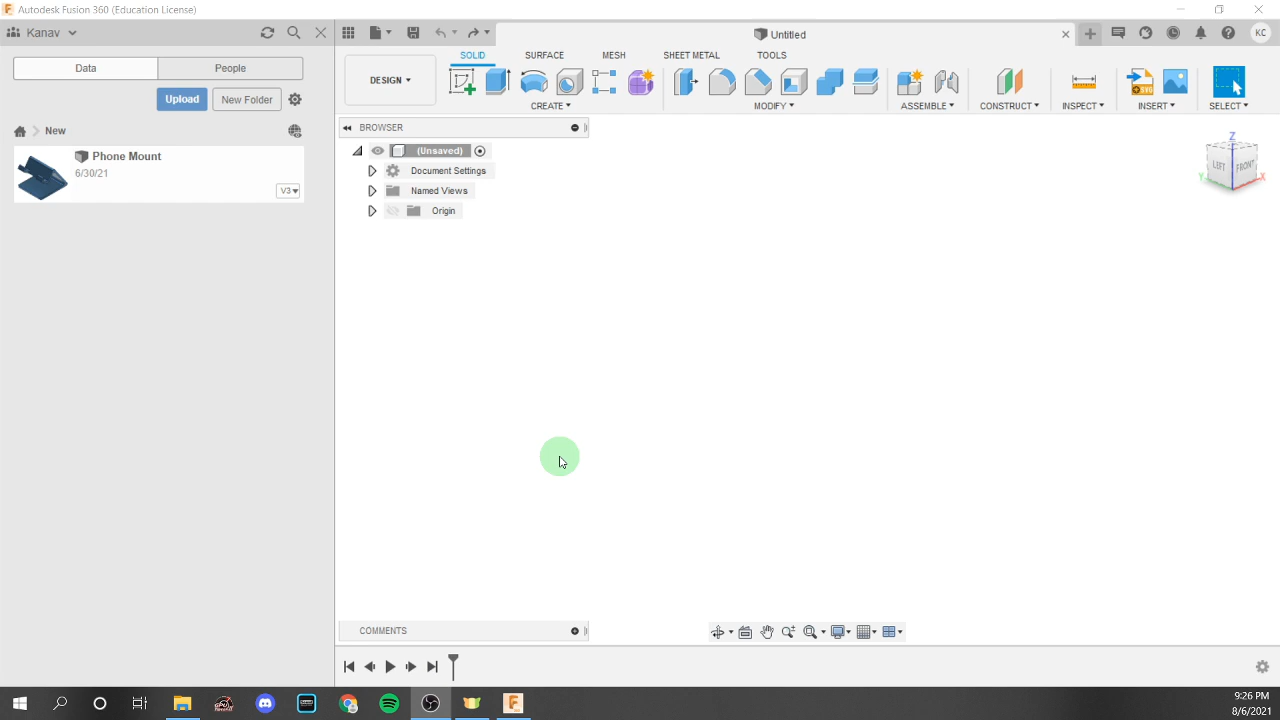 Autodesk Fusion 360 (Education License)
Kanav
Untitled
KC
Data
People
DESIGN
SOLID
SURFACE
MESH
SHEET METAL
TOOLS
CREATE
MODIFY
ASSEMBLE
CONSTRUCT
INSPECT
INSERT
SELECT
Upload
New Folder
New
BROWSER
(Unsaved)
Document Settings
Named Views
Origin
Phone Mount
6/30/21
V3
Z
LEFT
FRONT
Y
X
COMMENTS
9:26 PM
8/6/2021